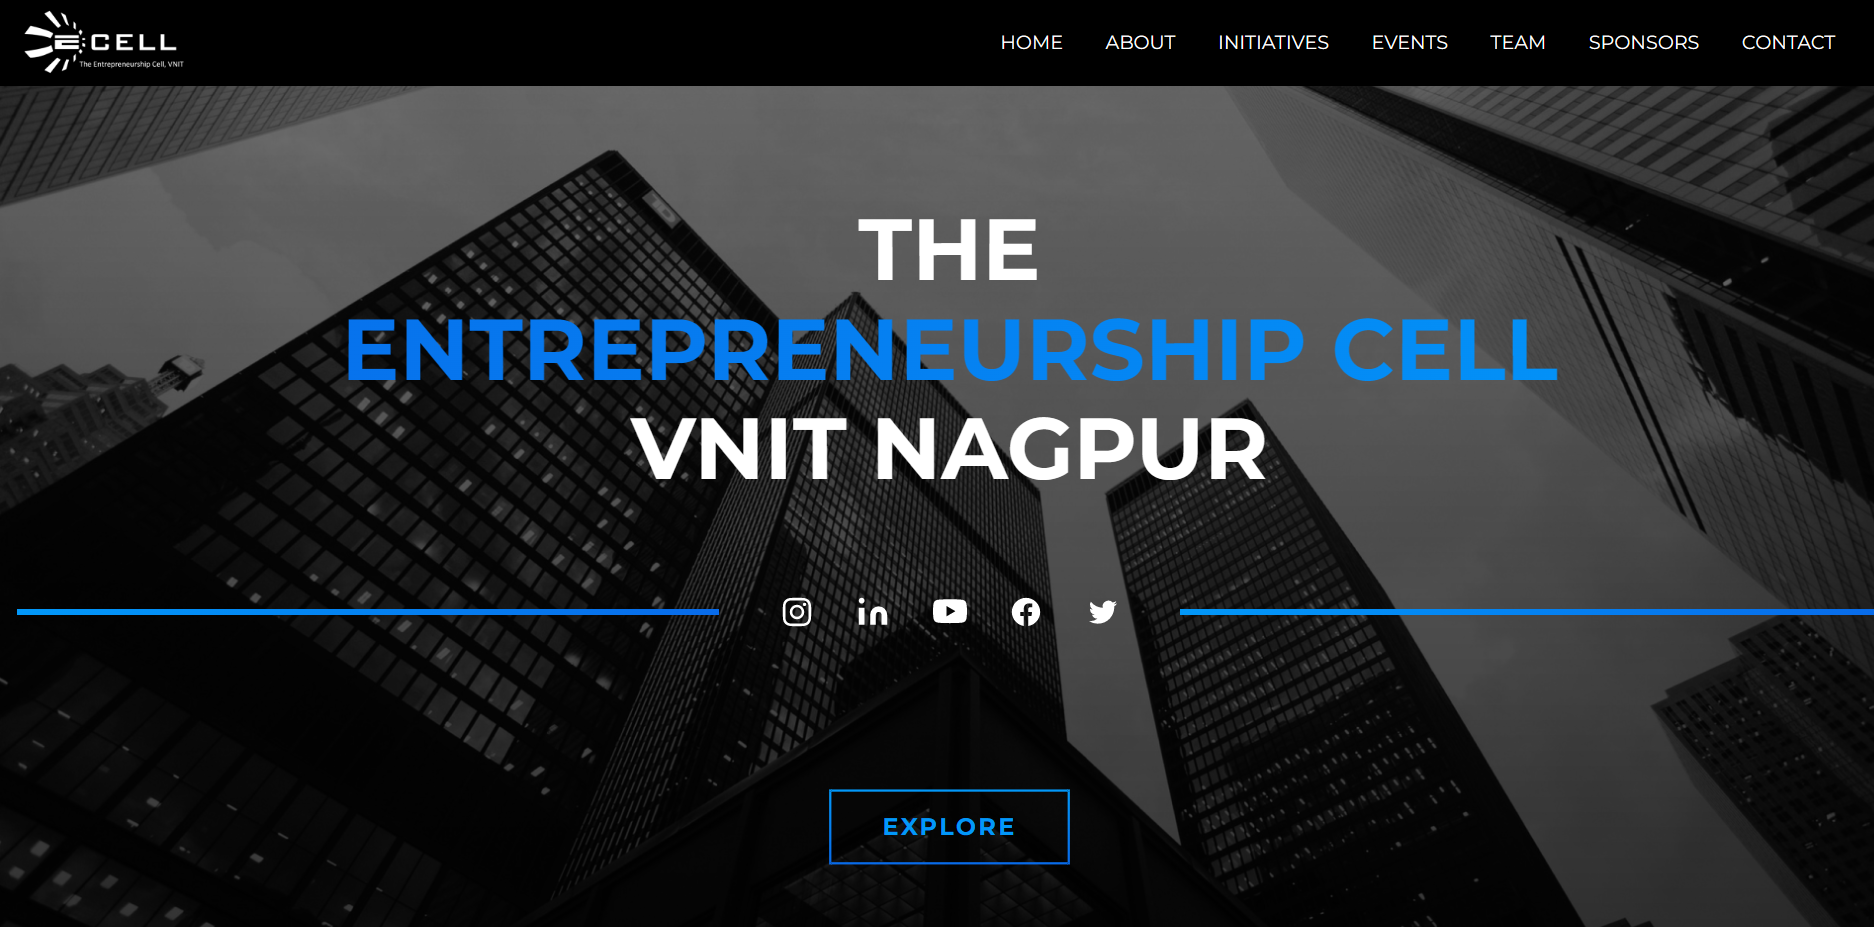 E-CELL
The Entrepreneurship Cell, VNIT
HOME ABOUT INITIATIVES EVENTS TEAM SPONSORS CONTACT
THE
ENTREPRENEURSHIP CELL
VNIT NAGPUR
EXPLORE